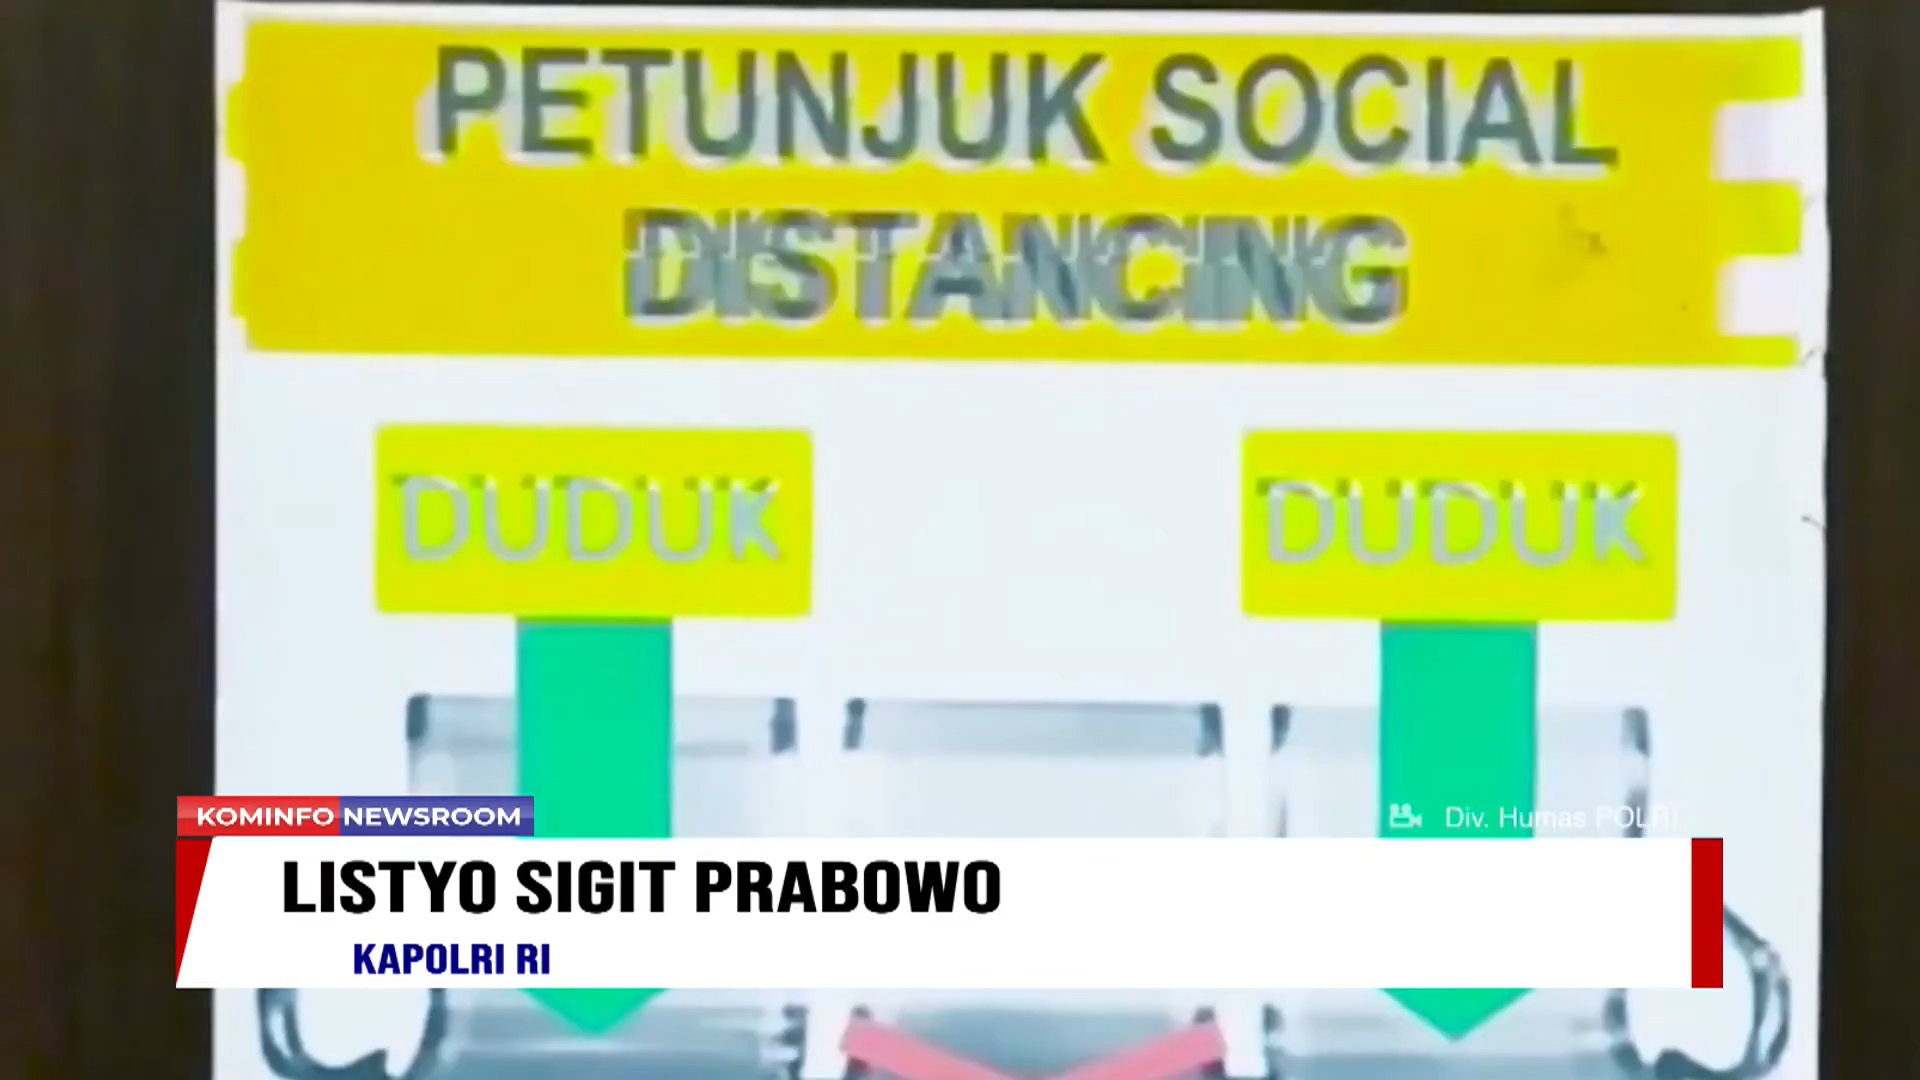 PETUNJUK SOCIAL
DISTANCING
DUDUK
DUDUK
KOMINFO NEWSROOM
Div. Humas POLRI
LISTYO SIGIT PRABOWO
KAPOLRI RI